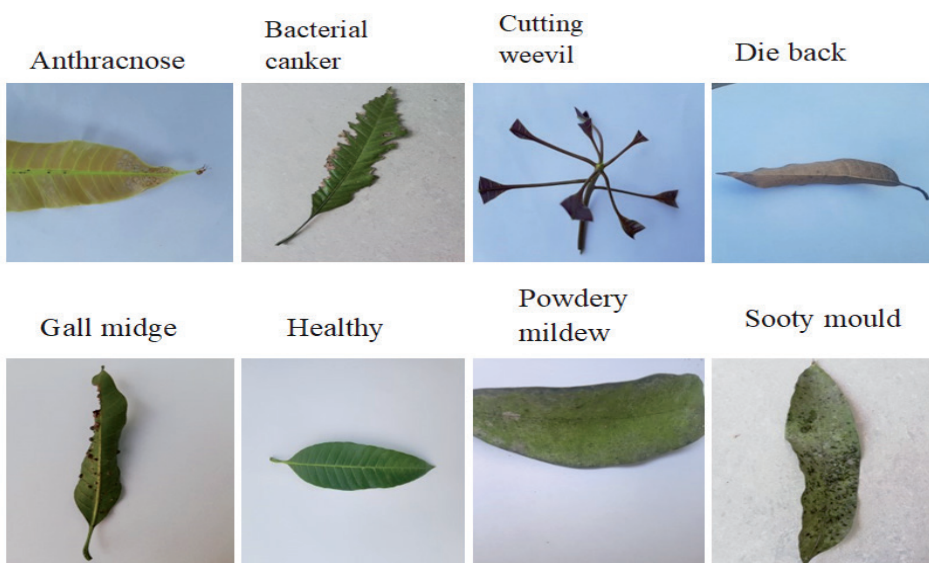 Anthracnose
Bacterial
canker
Cutting
weevil
Die back
Gall midge
Healthy
Powdery
mildew
Sooty mould